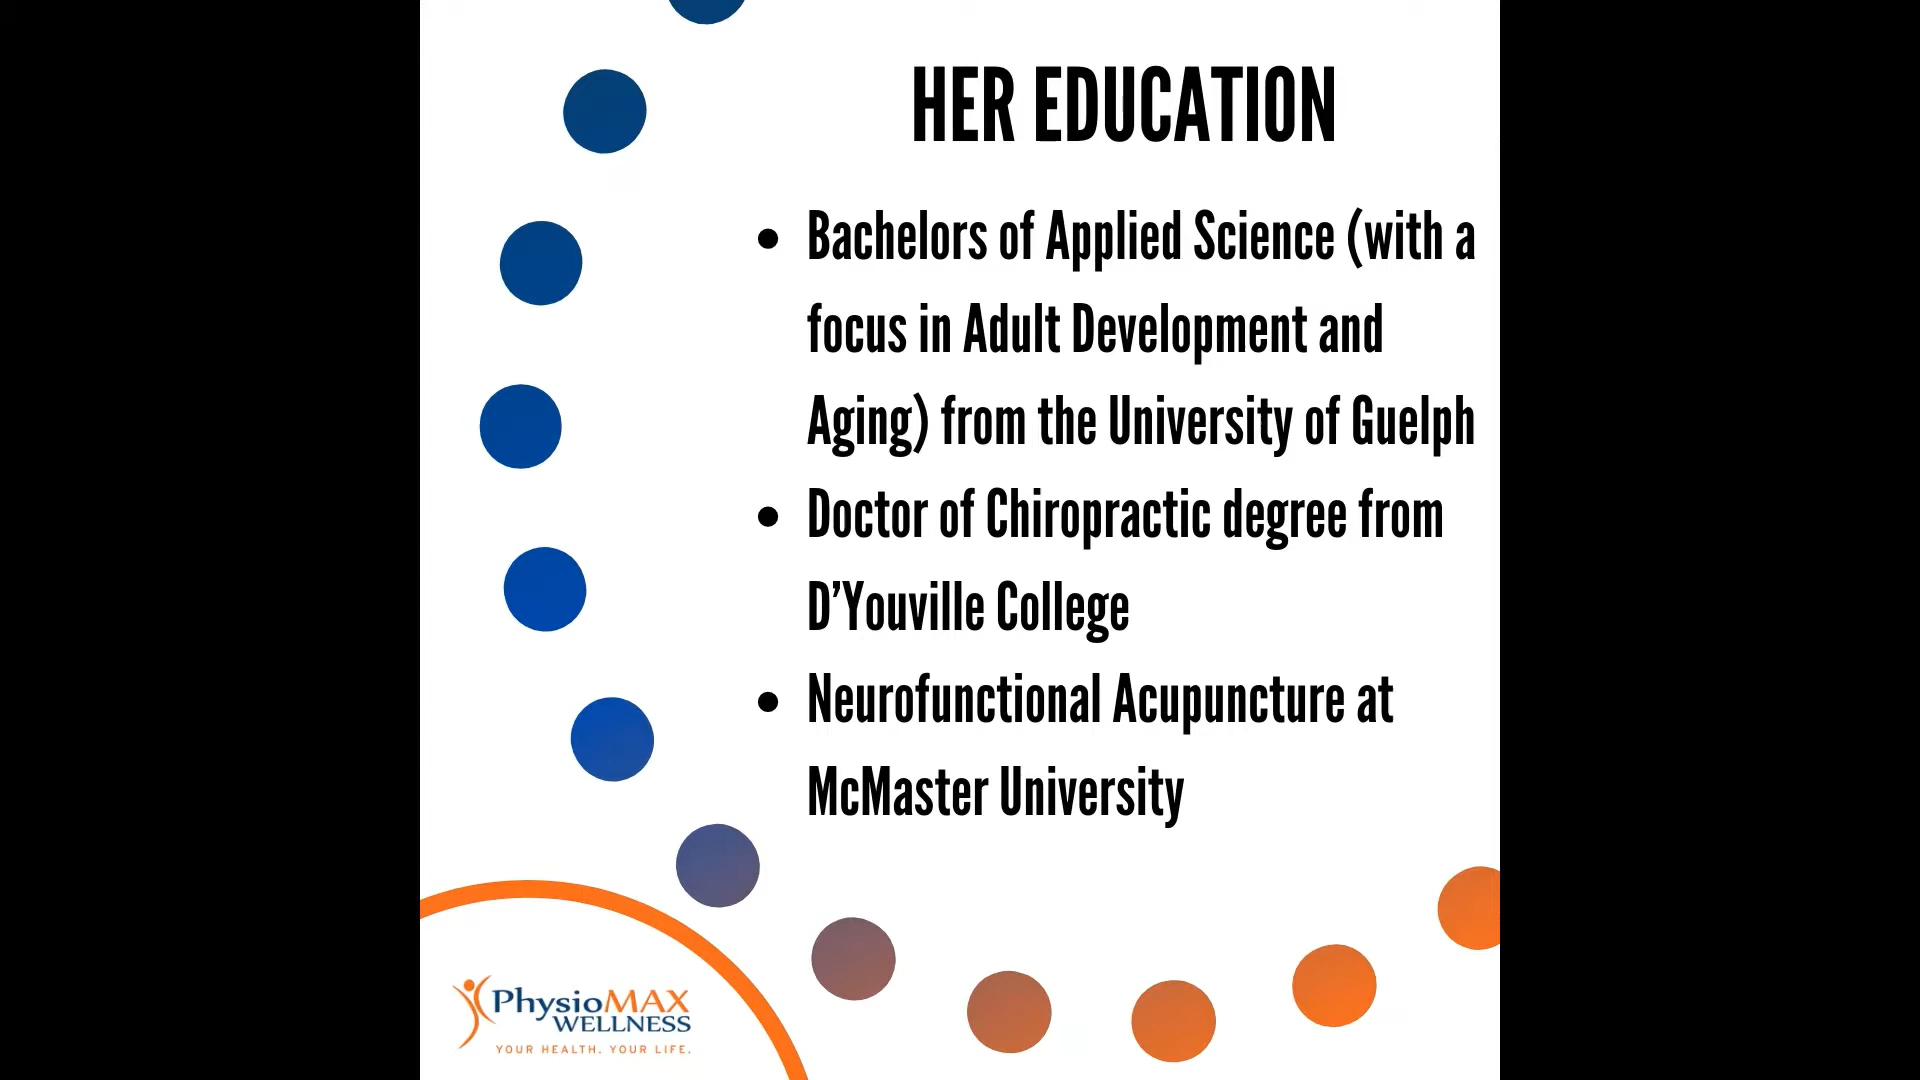 HER EDUCATION
• Bachelors of Applied Science (with a
focus in Adult Development and
Aging) from the University of Guelph
• Doctor of Chiropractic degree from
D’Youville College
• Neurofunctional Acupuncture at
McMaster University
PhysioMAX
WELLNESS
YOUR HEALTH. YOUR LIFE.